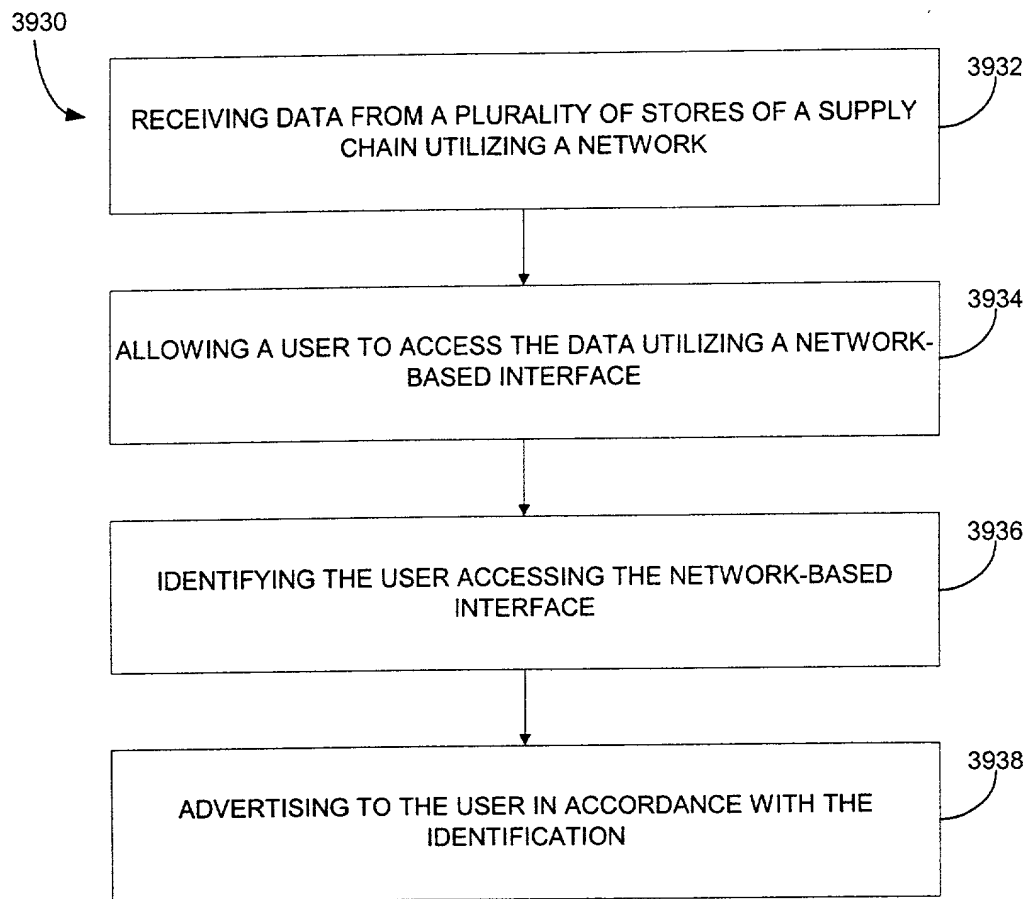 3930
3932
RECEIVING DATA FROM A PLURALITY OF STORES OF A SUPPLY
CHAIN UTILIZING A NETWORK
3934
ALLOWING A USER TO ACCESS THE DATA UTILIZING A NETWORK-
BASED INTERFACE
3936
IDENTIFYING THE USER ACCESSING THE NETWORK-BASED
INTERFACE
3938
ADVERTISING TO THE USER IN ACCORDANCE WITH THE
IDENTIFICATION